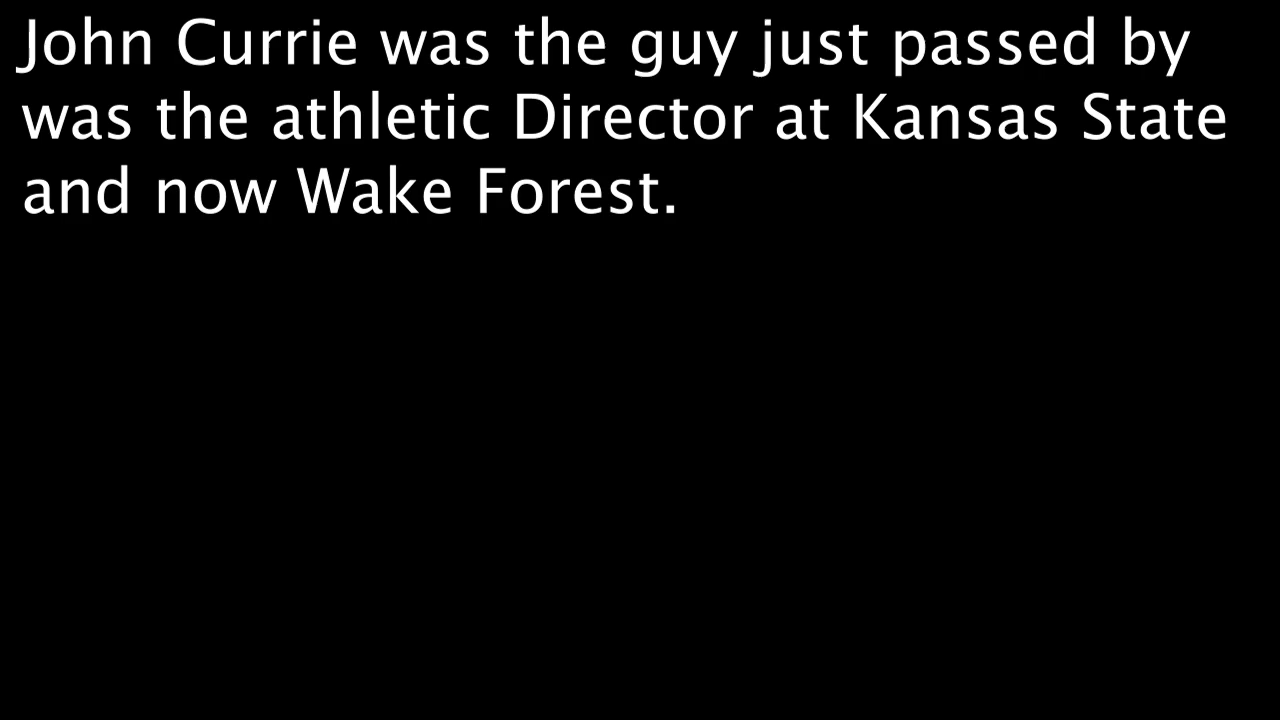 John Currie was the guy just passed by
was the athletic Director at Kansas State
and now Wake Forest.